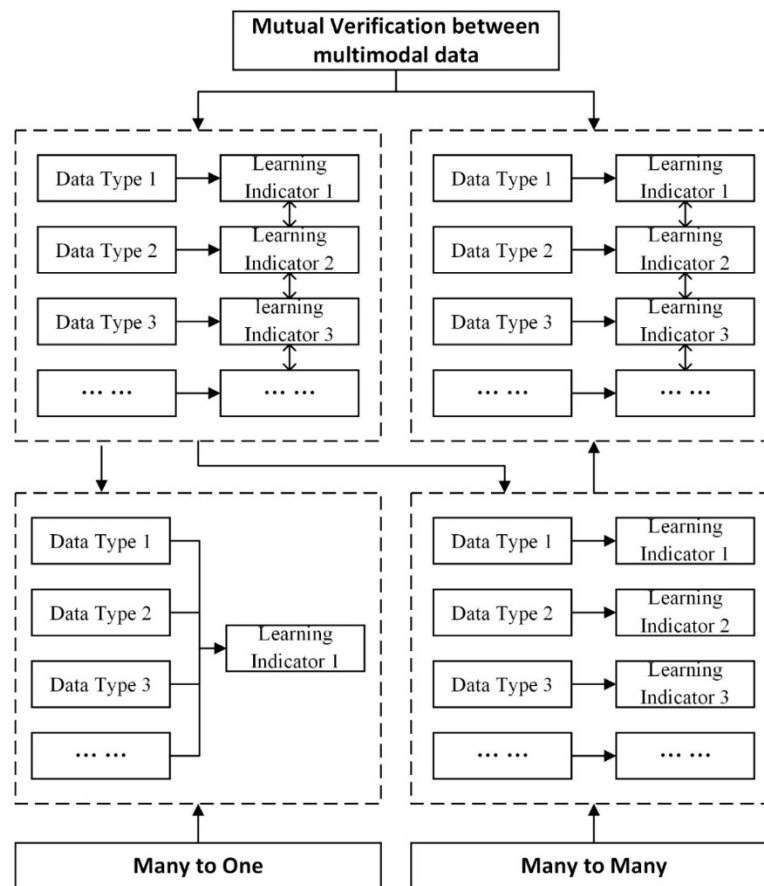 Mutual Verification between
multimodal data
Data Type 1
Learning
Indicator 1
Data Type 2
Learning
Indicator 2
Data Type 3
learning
Indicator 3
... ...
... ...
Data Type 1
Learning
Indicator 1
Data Type 2
Learning
Indicator 2
Data Type 3
Learning
Indicator 3
... ...
... ...
Data Type 1
Data Type 2
Data Type 3
... ...
Learning
Indicator 1
Data Type 1
Learning
Indicator 1
Data Type 2
Learning
Indicator 2
Data Type 3
Learning
Indicator 3
... ...
... ...
Many to One
Many to Many